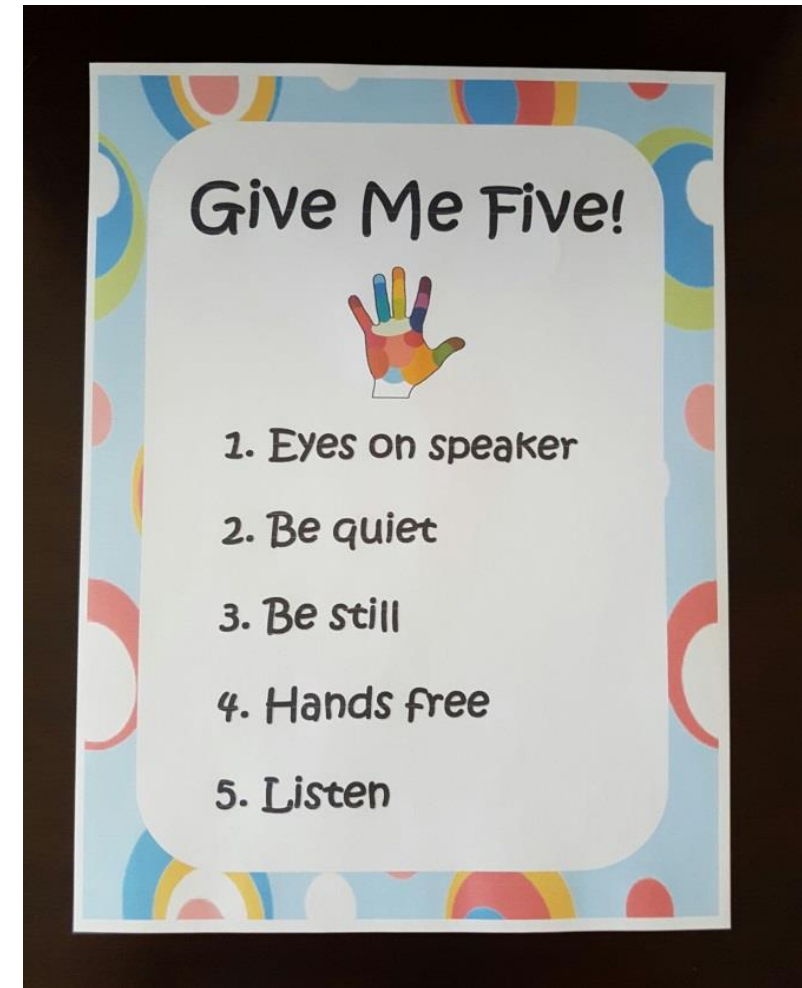 Give Me Five!
1. Eyes on speaker
2. Be quiet
3. Be still
4. Hands free
5. Listen